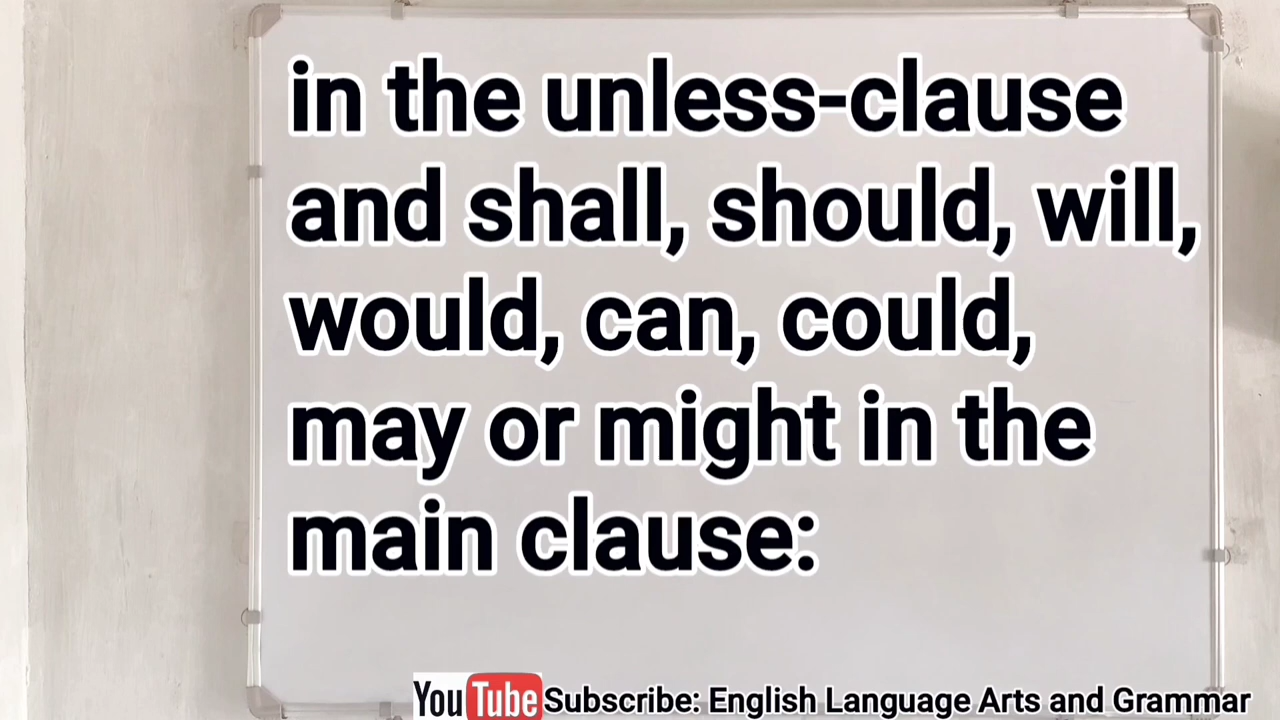 in the unless-clause
and shall, should, will,
would, can, could,
may or might in the
main clause:
YouTube Subscribe: English Language Arts and Grammar